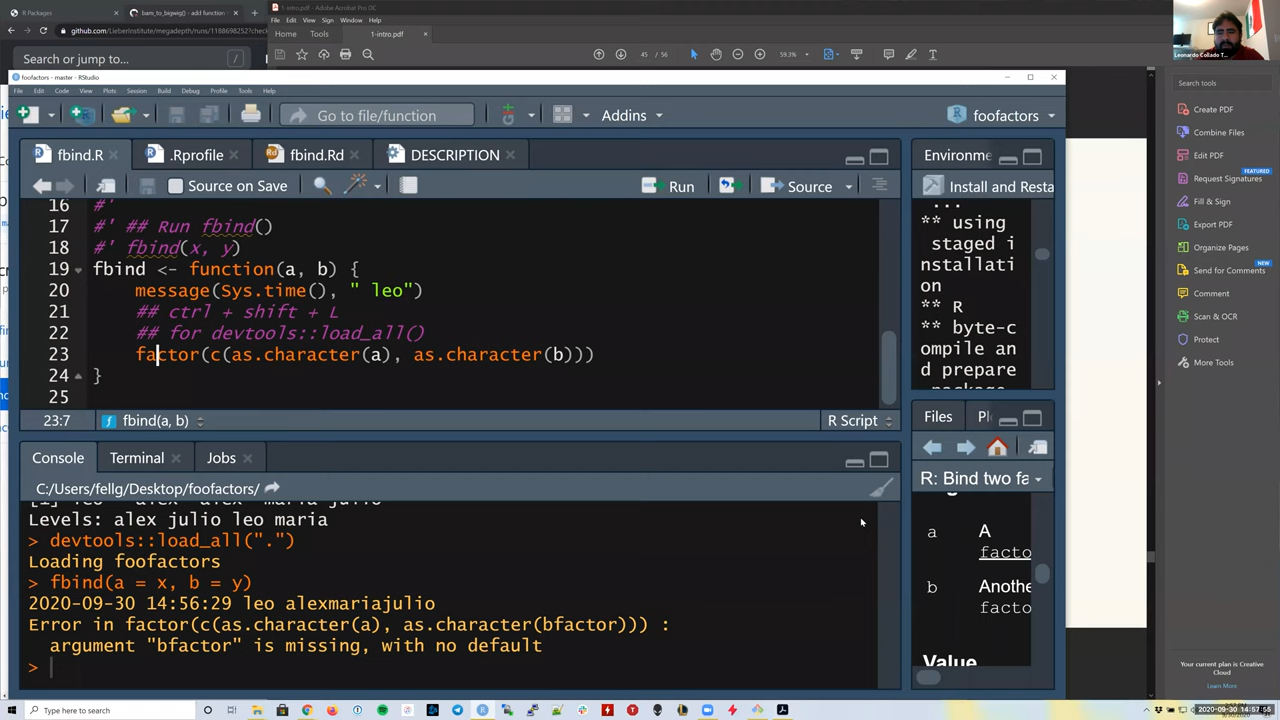 R Packages
bam_to_bigwig() - add function
github.com/LieberInstitute/megadepth/runs/1188698252?chec
Search or jump to...
/
1-intro.pdf - Adobe Acrobat Pro DC
File Edit View Sign Window Help
Home Tools 1-intro.pdf
45 / 56 59.3%
Leonardo Collado T...
foofactors - master - RStudio
File Edit Code View Plots Session Build Debug Profile Tools Help
Go to file/function Addins foofactors
fbind.R .Rprofile fbind.Rd DESCRIPTION
Source on Save Run Source
16 #'
17 #' ## Run fbind()
18 #' fbind(x, y)
19 fbind <- function(a, b) {
20 message(Sys.time(), " leo")
21 ## ctrl + shift + L
22 ## for devtools::load_all()
23 factor(c(as.character(a), as.character(b)))
24 }
25
23:7 fbind(a, b) R Script
Console Terminal Jobs
C:/Users/fellg/Desktop/foofactors/
Levels: alex julio leo maria
> devtools::load_all(".")
Loading foofactors
> fbind(a = x, b = y)
2020-09-30 14:56:29 leo alexmariajulio
Error in factor(c(as.character(a), as.character(bfactor))) :
argument "bfactor" is missing, with no default
>
Environme
Install and Resta
...
** using
staged i
nstallati
on
** R
** byte-c
ompile an
d prepare
package
Files Pl
R: Bind two fa
a A
facto
b Anothe
facto
Value
Search tools
Create PDF
Combine Files
Edit PDF
FEATURED
Request Signatures
Fill & Sign
Export PDF
Organize Pages
NEW
Send for Comments
Comment
Scan & OCR
Protect
More Tools
Your current plan is Creative
Cloud
Learn More
Type here to search
2020-09-30 14:57:55